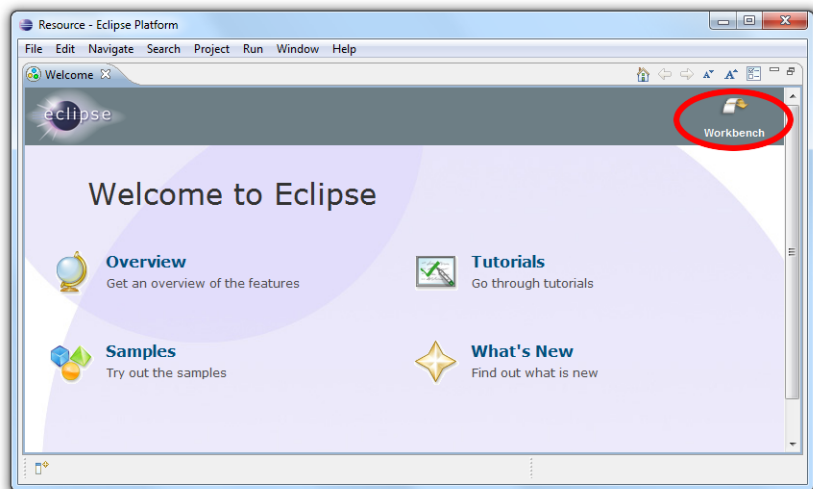 Resource - Eclipse Platform
File Edit Navigate Search Project Run Window Help
Welcome
eclipse
Workbench
Welcome to Eclipse
Overview
Get an overview of the features
Tutorials
Go through tutorials
Samples
Try out the samples
What's New
Find out what is new